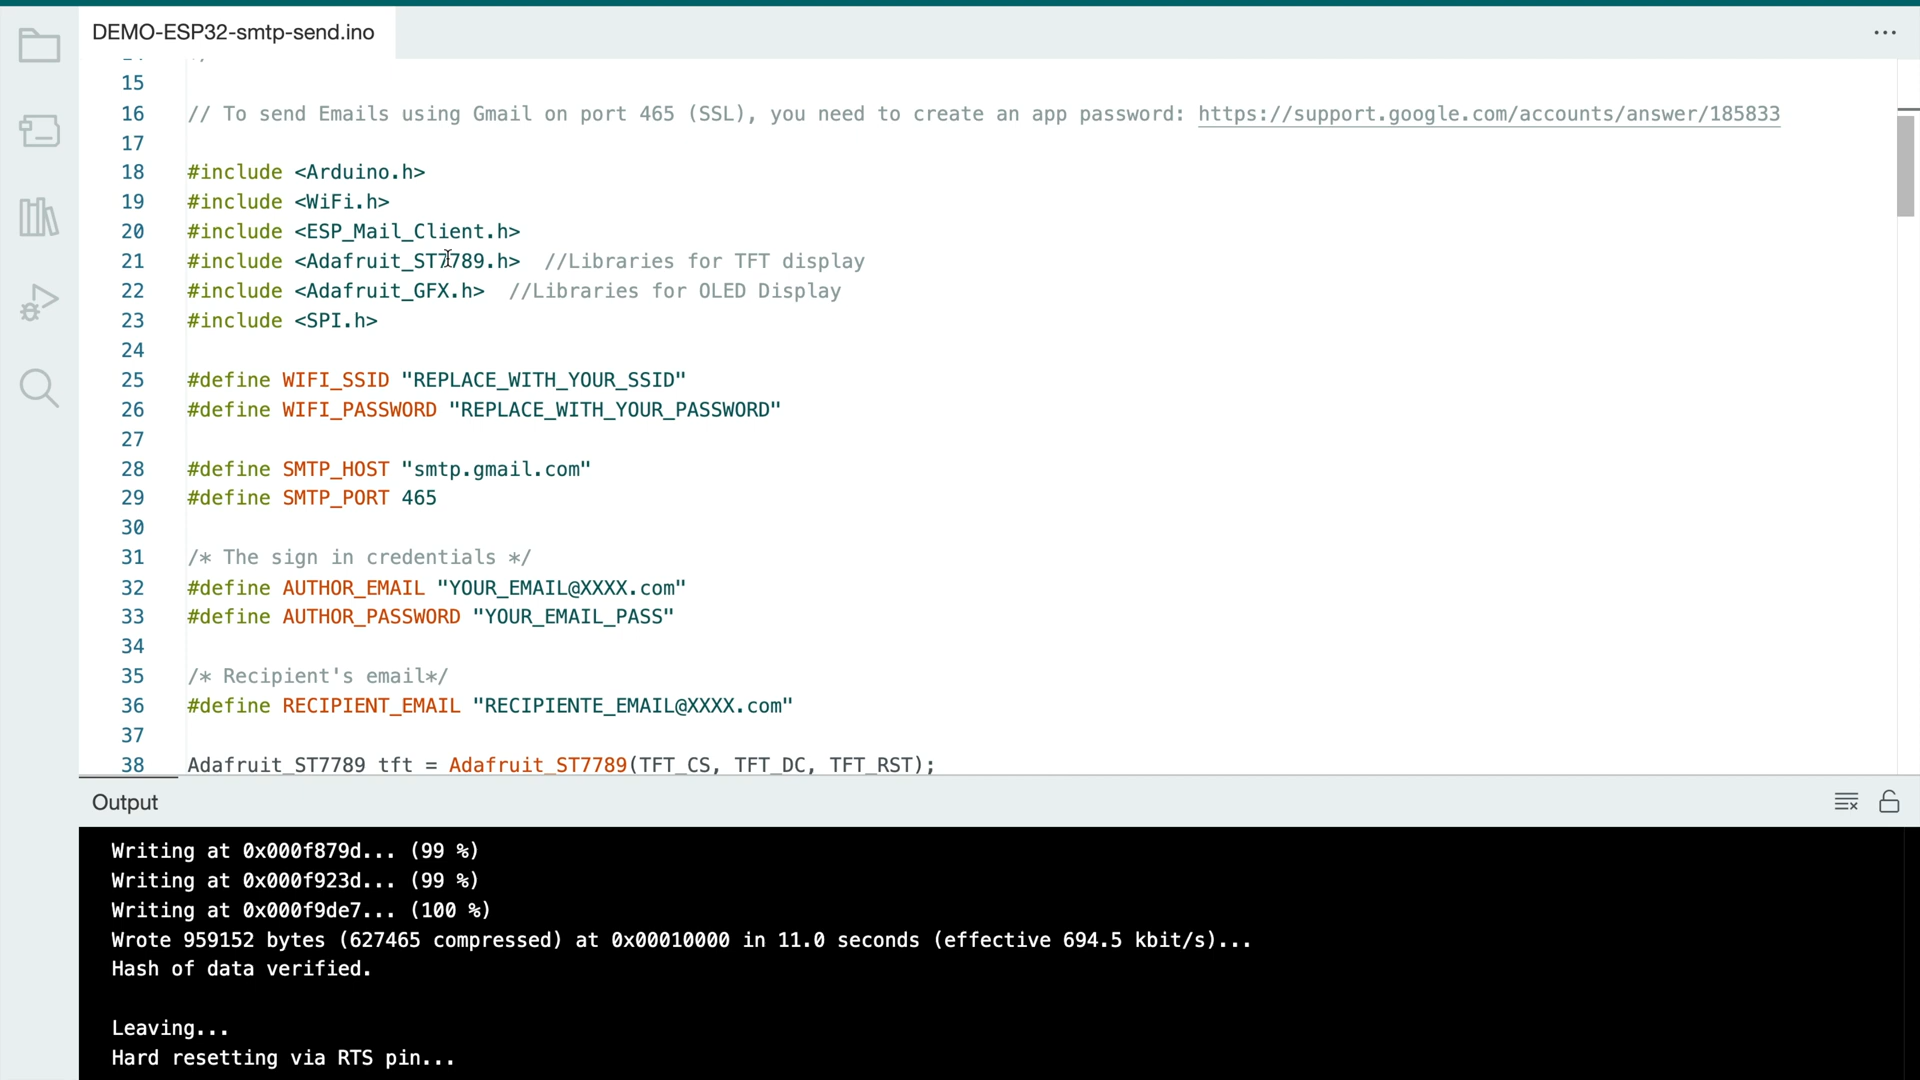 DEMO-ESP32-smtp-send.ino
15
16 // To send Emails using Gmail on port 465 (SSL), you need to create an app password: https://support.google.com/accounts/answer/185833
17
18 #include <Arduino.h>
19 #include <WiFi.h>
20 #include <ESP_Mail_Client.h>
21 #include <Adafruit_ST7789.h>  //Libraries for TFT display
22 #include <Adafruit_GFX.h>  //Libraries for OLED Display
23 #include <SPI.h>
24
25 #define WIFI_SSID "REPLACE_WITH_YOUR_SSID"
26 #define WIFI_PASSWORD "REPLACE_WITH_YOUR_PASSWORD"
27
28 #define SMTP_HOST "smtp.gmail.com"
29 #define SMTP_PORT 465
30
31 /* The sign in credentials */
32 #define AUTHOR_EMAIL "YOUR_EMAIL@XXXX.com"
33 #define AUTHOR_PASSWORD "YOUR_EMAIL_PASS"
34
35 /* Recipient's email*/
36 #define RECIPIENT_EMAIL "RECIPIENTE_EMAIL@XXXX.com"
37
38 Adafruit_ST7789 tft = Adafruit_ST7789(TFT_CS, TFT_DC, TFT_RST);
Output
Writing at 0x000f879d... (99 %)
Writing at 0x000f923d... (99 %)
Writing at 0x000f9de7... (100 %)
Wrote 959152 bytes (627465 compressed) at 0x00010000 in 11.0 seconds (effective 694.5 kbit/s)...
Hash of data verified.
Leaving...
Hard resetting via RTS pin...